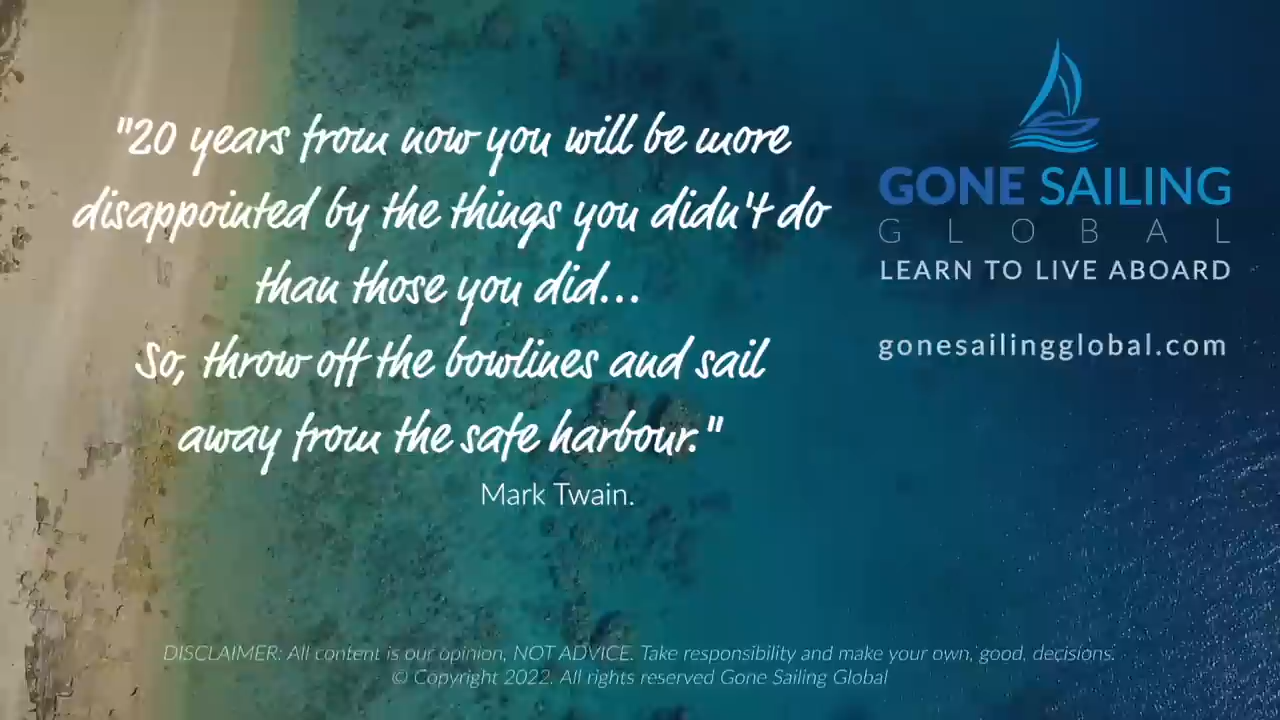 "20 years from now you will be more
disappointed by the things you didn't do
than those you did...
So, throw off the bowlines and sail
away from the safe harbour."
Mark Twain.
GONE SAILING
GLOBAL
LEARN TO LIVE ABOARD
gonesailingglobal.com
DISCLAIMER: All content is our opinion, NOT ADVICE. Take responsibility and make your own, good, decisions.
© Copyright 2022. All rights reserved Gone Sailing Global